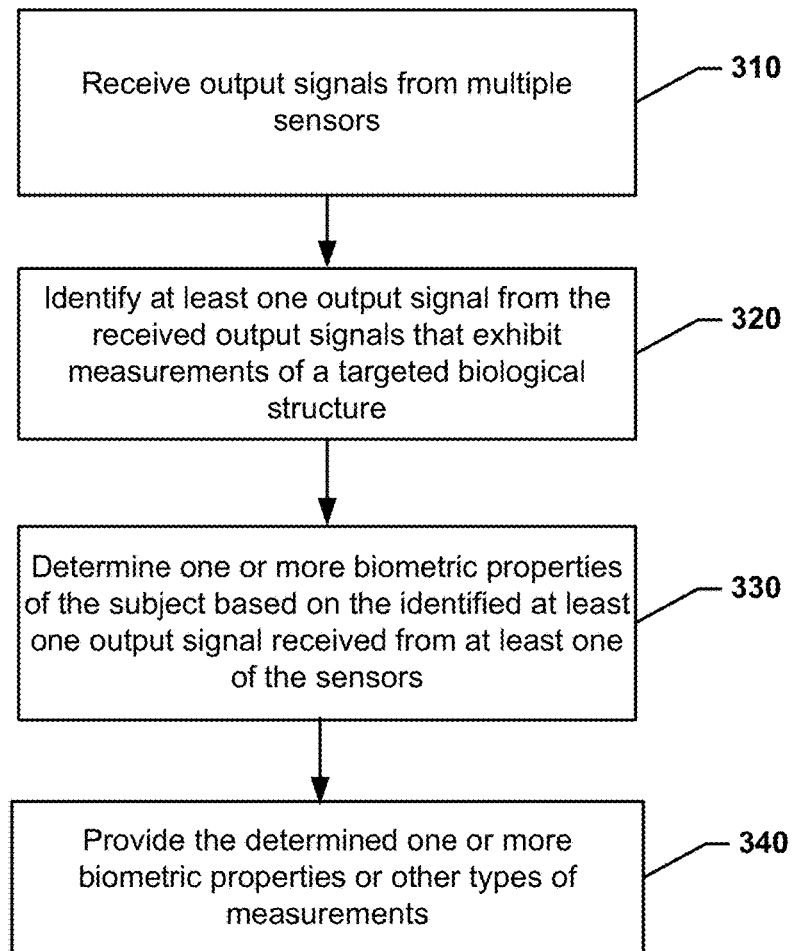 Receive output signals from multiple
sensors
310
Identify at least one output signal from the
received output signals that exhibit
measurements of a targeted biological
structure
320
Determine one or more biometric properties
of the subject based on the identified at least
one output signal received from at least one
of the sensors
330
Provide the determined one or more
biometric properties or other types of
measurements
340